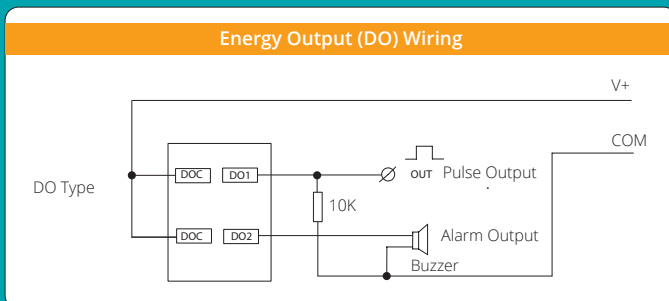 Energy Output (DO) Wiring
V+
COM
DO Type
DOC DO1
OUT Pulse Output
10K
DOC DO2
Alarm Output
Buzzer